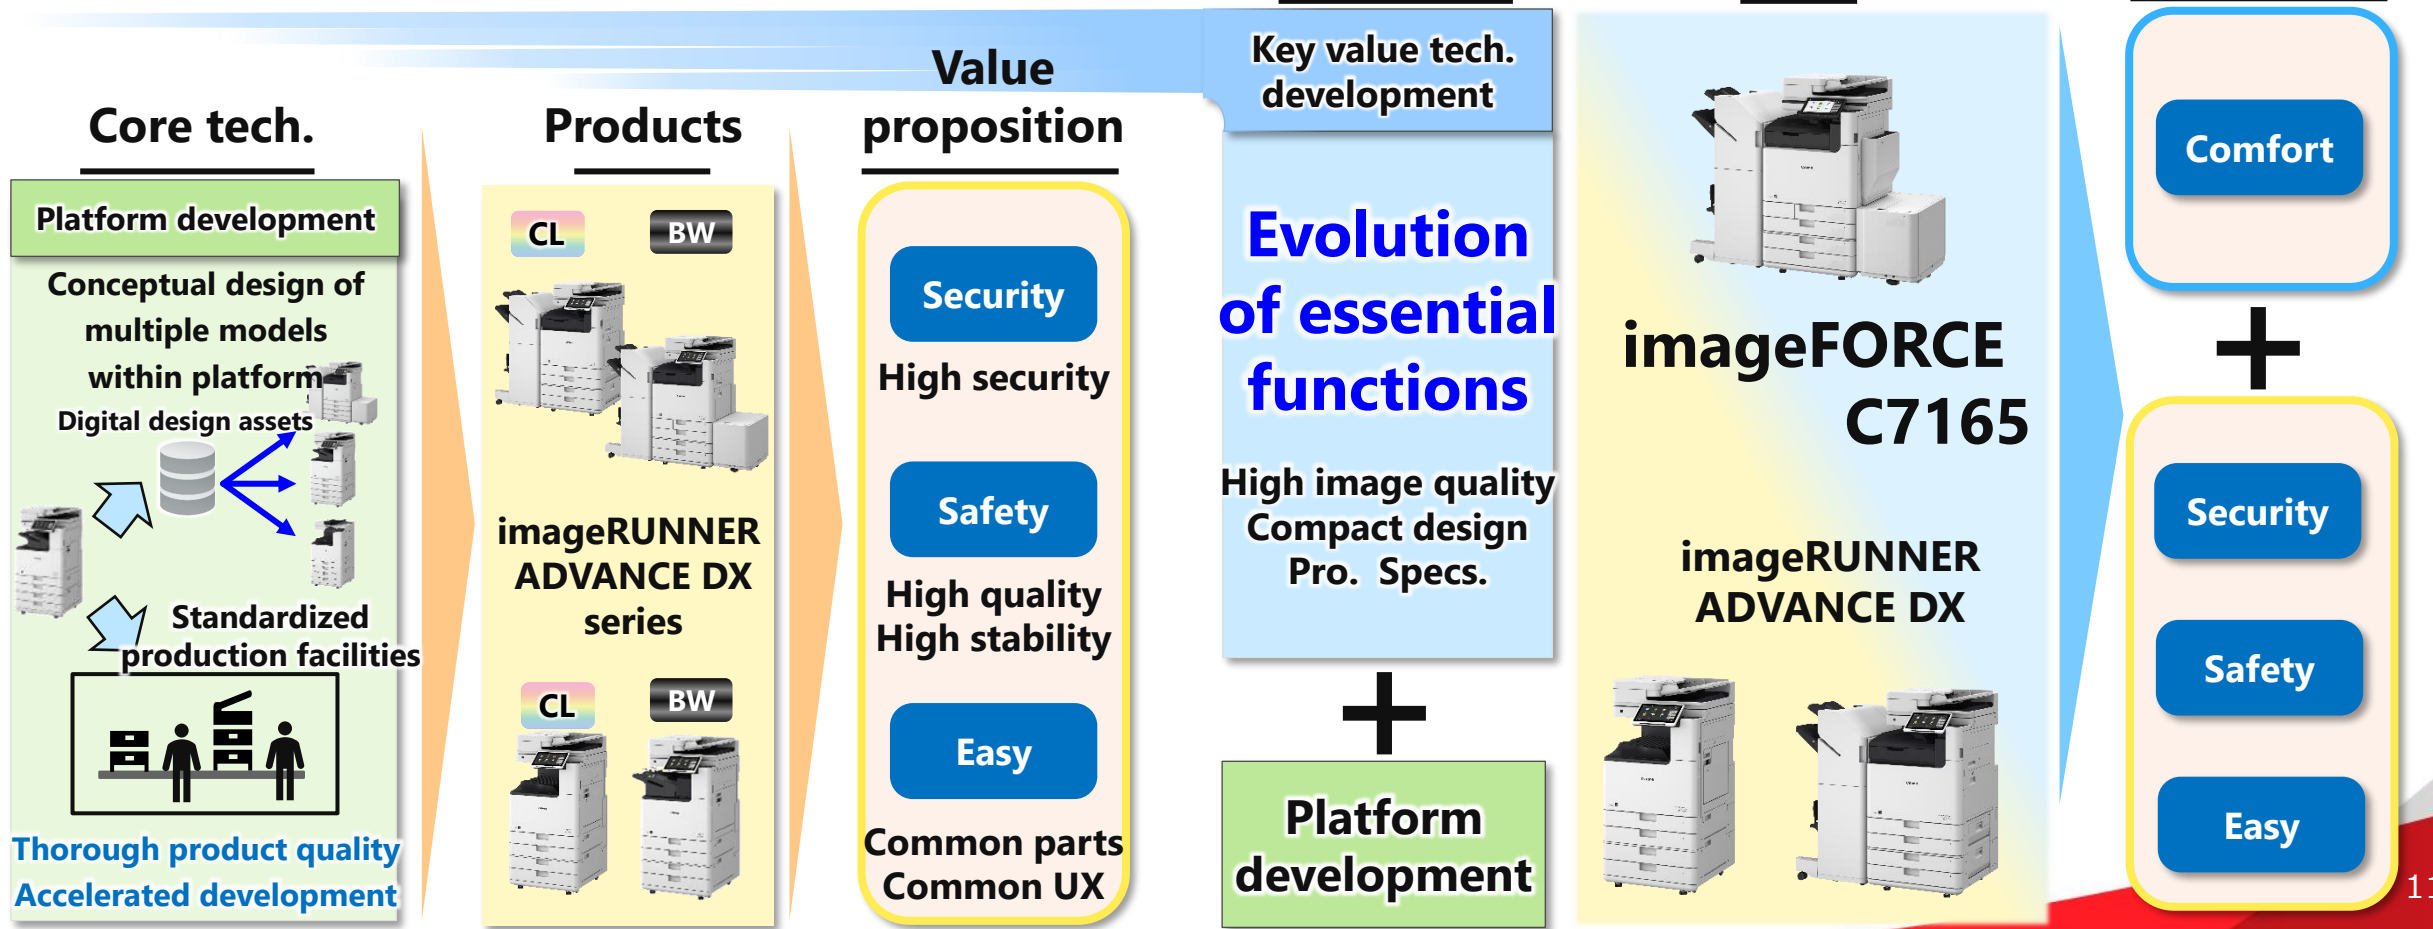 Core tech.
Platform development
Conceptual design of
multiple models
within platform
Digital design assets
Standardized
production facilities
Thorough product quality
Accelerated development
Products
CL
BW
imageRUNNER
ADVANCE DX
series
CL
BW
Value
proposition
Security
High security
Safety
High quality
High stability
Easy
Common parts
Common UX
Key value tech.
development
Evolution
of essential
functions
High image quality
Compact design
Pro. Specs.
+
Platform
development
imageFORCE
C7165
imageRUNNER
ADVANCE DX
Comfort
+
Security
Safety
Easy
11